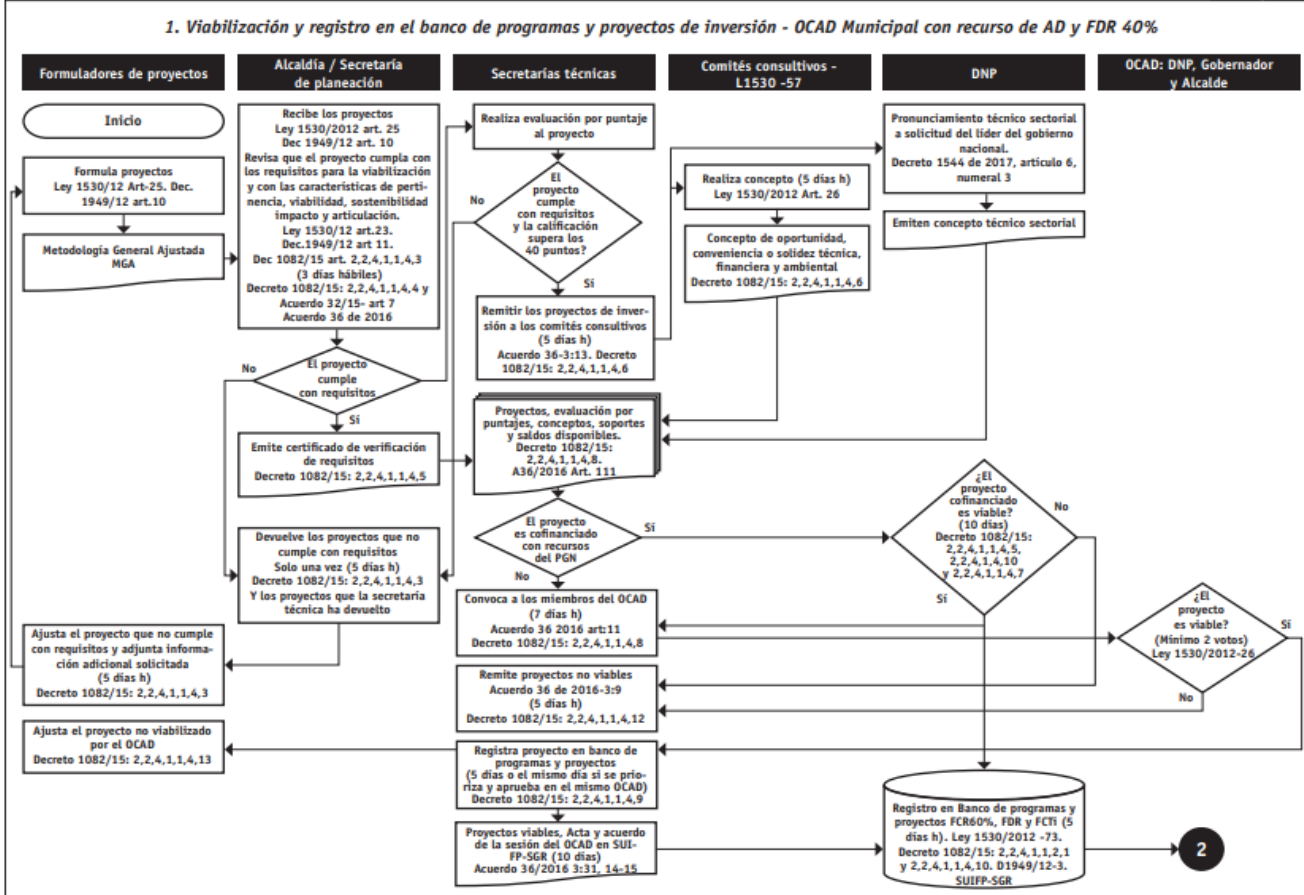 1. Viabilización y registro en el banco de programas y proyectos de inversión - OCAD Municipal con recurso de AD y FDR 40%
Formuladores de proyectos
Alcaldía / Secretaría
de planeación
Secretarías técnicas
Comités consultivos -
L1530 -57
DNP
OCAD: DNP, Gobernador
y Alcalde
Inicio
Formula proyectos
Ley 1530/12 Art-25. Dec.
1949/12 art.10
Metodología General Ajustada
MGA
Ajusta el proyecto que no cumple
con requisitos y adjunta informa-
ción adicional solicitada
(5 días h)
Decreto 1082/15: 2,2,4,1,1,4,3
Ajusta el proyecto no viabilizado
por el OCAD
Decreto 1082/15: 2,2,4,1,1,4,13
Recibe los proyectos
Ley 1530/2012 art. 25
Dec 1949/12 art. 10
Revisa que el proyecto cumpla con
los requisitos para la viabilización
y con las características de perti-
nencia, viabilidad, sostenibilidad
impacto y articulación.
Ley 1530/12 art.23.
Dec.1949/12 art 11.
Dec 1082/15 art. 2,2,4,1,1,4,3
(3 días hábiles)
Decreto 1082/15: 2,2,4,1,1,4,4 y
Acuerdo 32/15- art 7
Acuerdo 36 de 2016
No
El proyecto
cumple
con requisitos
Sí
Emite certificado de verificación
de requisitos
Decreto 1082/15: 2,2,4,1,1,4,5
Devuelve los proyectos que no
cumple con requisitos
Solo una vez (5 días h)
Decreto 1082/15: 2,2,4,1,1,4,3
Y los proyectos que la secretaría
técnica ha devuelto
Realiza evaluación por puntaje
al proyecto
No
El
proyecto
cumple
con requisitos
y la calificación
supera los
40 puntos?
Sí
Remitir los proyectos de inver-
sión a los comités consultivos
(5 días h)
Acuerdo 36-3:13. Decreto
1082/15: 2,2,4,1,1,4,6
Proyectos, evaluación por
puntajes, conceptos, soportes
y saldos disponibles.
Decreto 1082/15:
2,2,4,1,1,4,8.
A36/2016 Art. 111
El proyecto
es cofinanciado
con recursos
del PGN
Sí
No
Convoca a los miembros del OCAD
(7 días h)
Acuerdo 36 2016 art:11
Decreto 1082/15: 2,2,4,1,1,4,8
Remite proyectos no viables
Acuerdo 36 de 2016-3:9
(5 días h)
Decreto 1082/15: 2,2,4,1,1,4,12
Registra proyecto en banco de
programas y proyectos
(5 días o el mismo día si se prio-
riza y aprueba en el mismo OCAD)
Decreto 1082/15: 2,2,4,1,1,4,9
Proyectos viables, Acta y acuerdo
de la sesión del OCAD en SUI-
FP-SGR (10 días)
Acuerdo 36/2016 3:31, 14-15
Realiza concepto (5 días h)
Ley 1530/2012 Art. 26
Concepto de oportunidad,
conveniencia o solidez técnica,
financiera y ambiental
Decreto 1082/15: 2,2,4,1,1,4,6
Pronunciamiento técnico sectorial
a solicitud del líder del gobierno
nacional.
Decreto 1544 de 2017, artículo 6,
numeral 3
Emiten concepto técnico sectorial
¿El
proyecto
cofinanciado
es viable?
(10 días)
Decreto 1082/15:
2,2,4,1,1,4,5,
2,2,4,1,4,10
y 2,2,4,1,1,4,7
No
Sí
¿El
proyecto
es viable?
(Mínimo 2 votos)
Ley 1530/2012-26
Sí
No
Registro en Banco de programas y
proyectos FCR60%, FDR y FCTi (5
días h). Ley 1530/2012 -73.
Decreto 1082/15: 2,2,4,1,1,2,1
y 2,2,4,1,1,4,10. D1949/12-3.
SUIFP-SGR
2